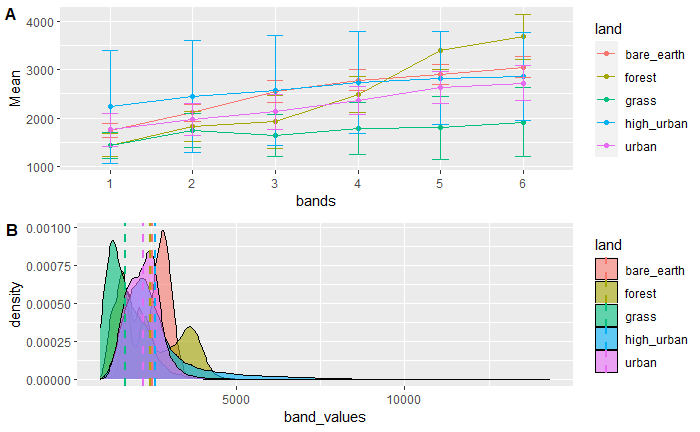 A
4000
3000
2000
1000
Mean
1 2 3 4 5 6
bands
land
bare_earth
forest
grass
high_urban
urban
B
0.00100
0.00075
0.00050
0.00025
0.00000
density
5000 10000
band_values
land
bare_earth
forest
grass
high_urban
urban